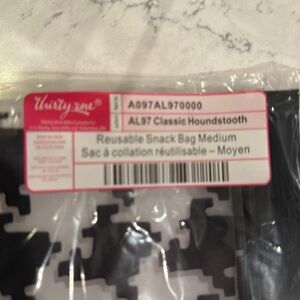 thirty-one
A097AL970000
AL97 Classic Houndstooth
Reusable Snack Bag Medium
Sac à collation réutilisable – Moyen